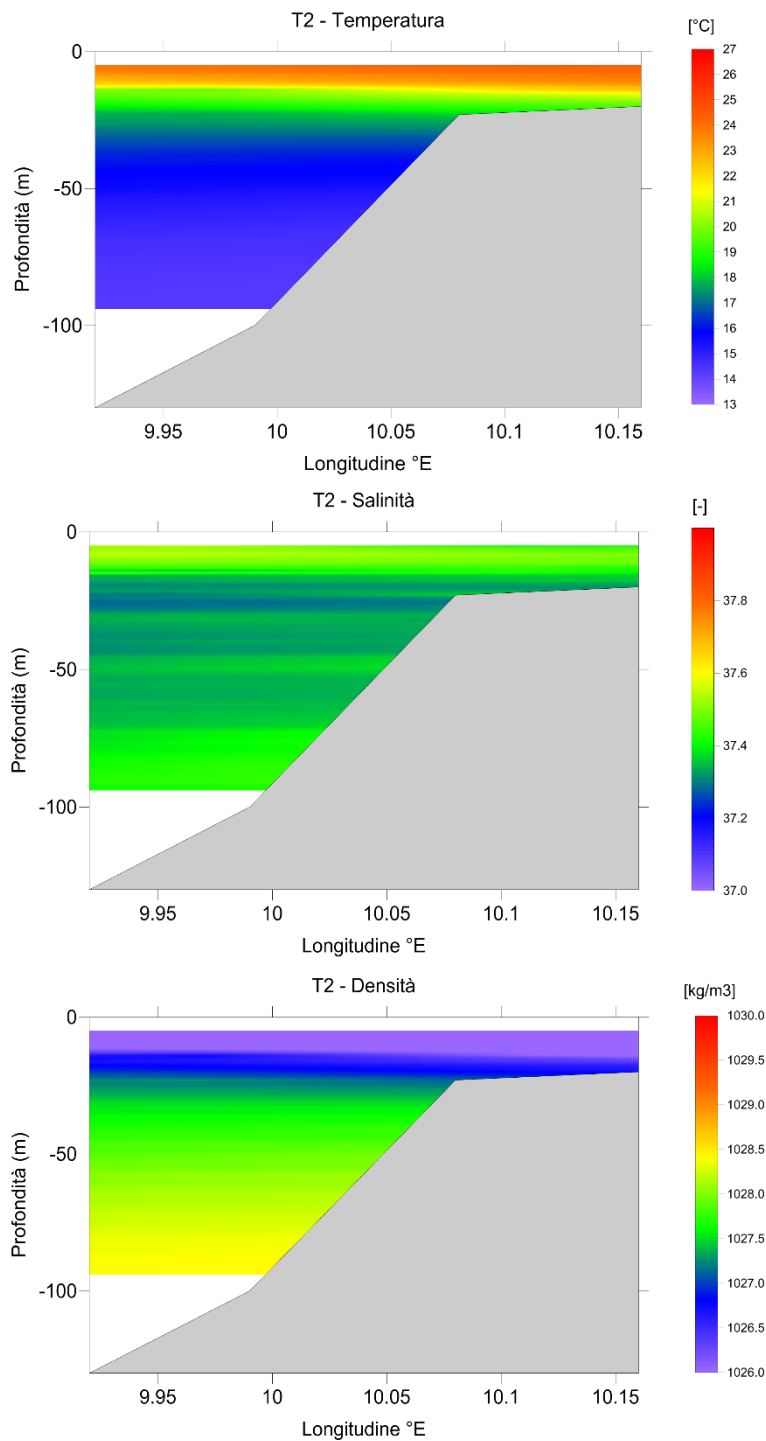 T2 - Temperatura
[°C]
0
-50
-100
Profondità (m)
9.95 10 10.05 10.1 10.15
Longitudine °E
27
26
25
24
23
22
21
20
19
18
17
16
15
14
13
T2 - Salinità
[-]
0
-50
-100
Profondità (m)
9.95 10 10.05 10.1 10.15
Longitudine °E
37.8
37.6
37.4
37.2
37.0
T2 - Densità
[kg/m3]
0
-50
-100
Profondità (m)
9.95 10 10.05 10.1 10.15
Longitudine °E
1030.0
1029.5
1029.0
1028.5
1028.0
1027.5
1027.0
1026.5
1026.0